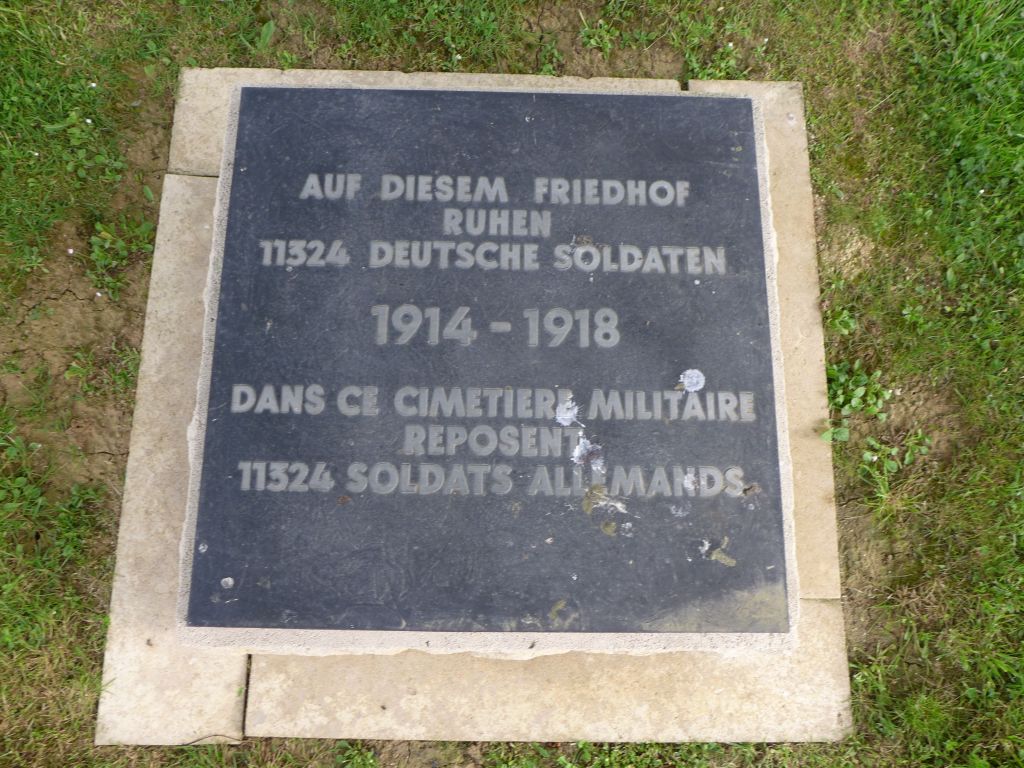 AUF DIESEM FRIEDHOF
RUHEN
11324 DEUTSCHE SOLDATEN
1914 - 1918
DANS CE CIMETIERE MILITAIRE
REPOSENT
11324 SOLDATS ALLEMANDS